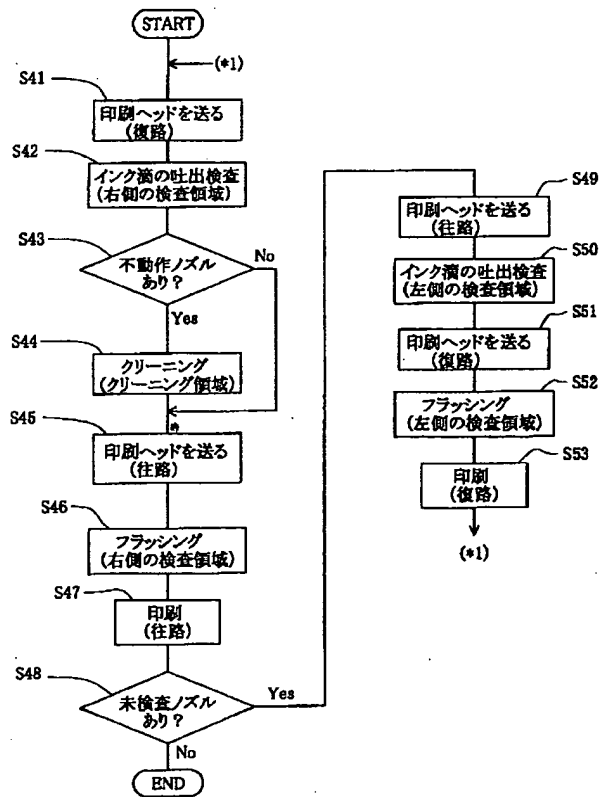 START
(*1)
S41
印刷ヘッドを送る
(復路)
S42
インク滴の吐出検査
(右側の検査領域)
S43
不動作ノズル
あり？
No
Yes
S44
クリーニング
(クリーニング領域)
S45
印刷ヘッドを送る
(往路)
S46
フラッシング
(右側の検査領域)
S47
印刷
(往路)
S48
未検査ノズル
あり？
Yes
No
END
S49
印刷ヘッドを送る
(往路)
S50
インク滴の吐出検査
(左側の検査領域)
S51
印刷ヘッドを送る
(復路)
S52
フラッシング
(左側の検査領域)
S53
印刷
(復路)
(*1)